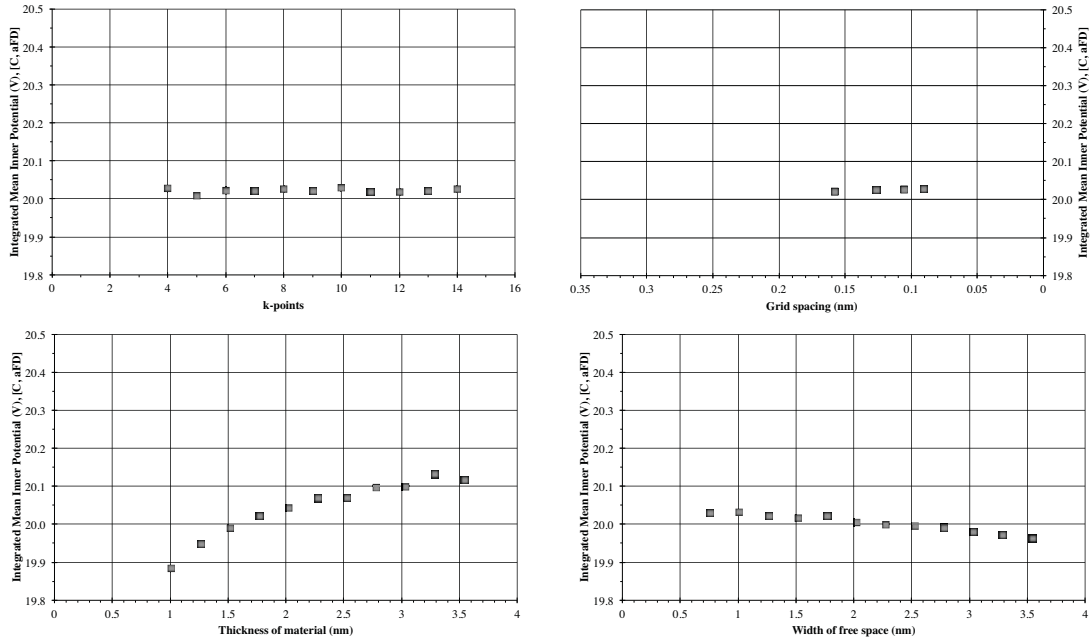 20.5
20.4
20.3
20.2
20.1
20.0
19.9
19.8
Integrated Mean Inner Potential (V), [C, aFD]
0 2 4 6 8 10 12 14 16
k-points
20.5
20.4
20.3
20.2
20.1
20.0
19.9
19.8
Integrated Mean Inner Potential (V), [C, aFD]
0.35 0.3 0.25 0.2 0.15 0.1 0.05 0
Grid spacing (nm)
20.5
20.4
20.3
20.2
20.1
20.0
19.9
19.8
Integrated Mean Inner Potential (V), [C, aFD]
0 0.5 1 1.5 2 2.5 3 3.5 4
Thickness of material (nm)
20.5
20.4
20.3
20.2
20.1
20.0
19.9
19.8
Integrated Mean Inner Potential (V), [C, aFD]
0 0.5 1 1.5 2 2.5 3 3.5 4
Width of free space (nm)